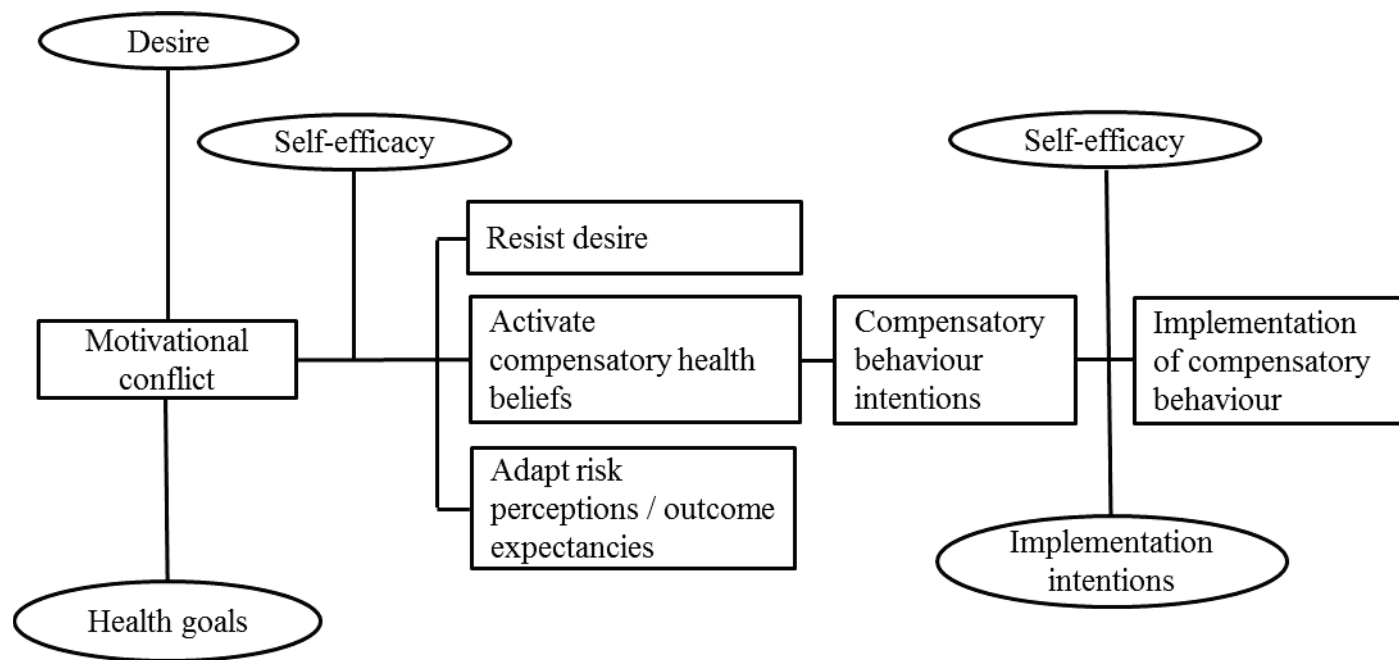 Desire
Self-efficacy
Self-efficacy
Resist desire
Motivational
conflict
Activate
compensatory health
beliefs
Compensatory
behaviour
intentions
Implementation
of compensatory
behaviour
Adapt risk
perceptions / outcome
expectancies
Implementation
intentions
Health goals